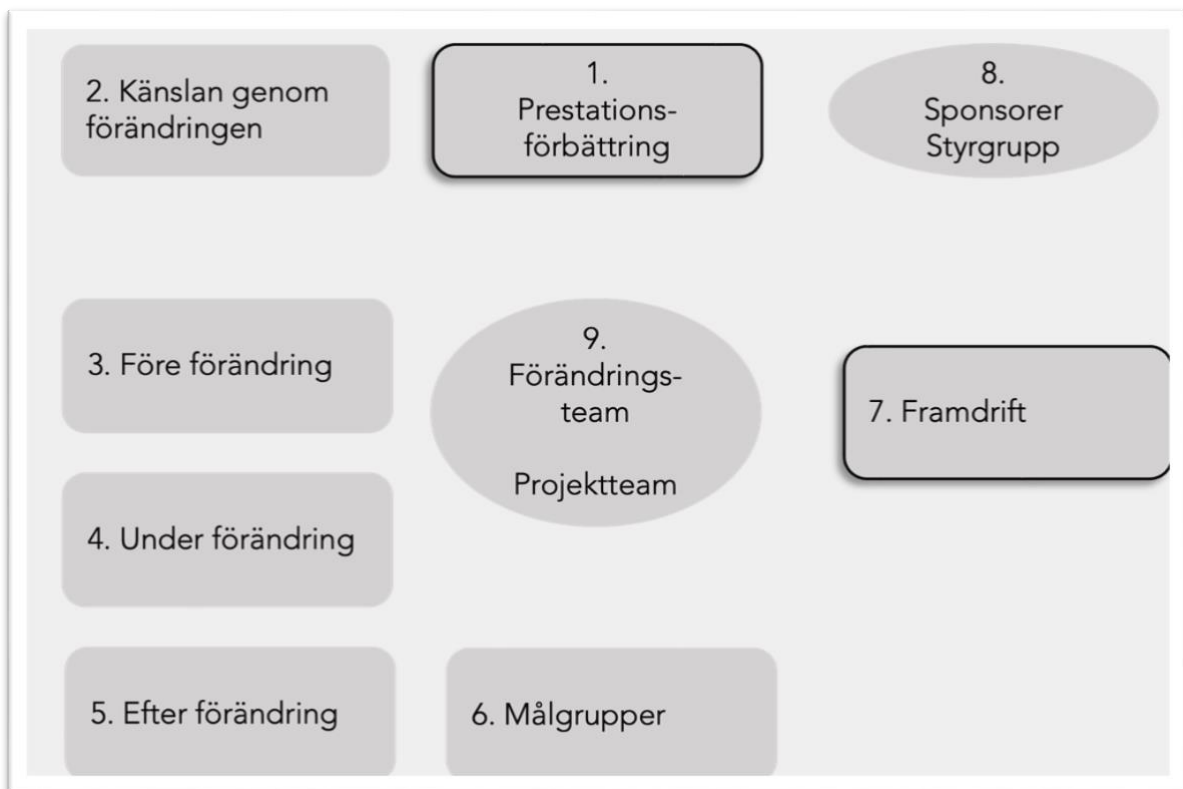 2. Känslan genom
förändringen
1.
Prestations-
förbättring
8.
Sponsorer
Styrgrupp
3. Före förändring
9.
Förändrings-
team
Projektteam
7. Framdrift
4. Under förändring
5. Efter förändring
6. Målgrupper